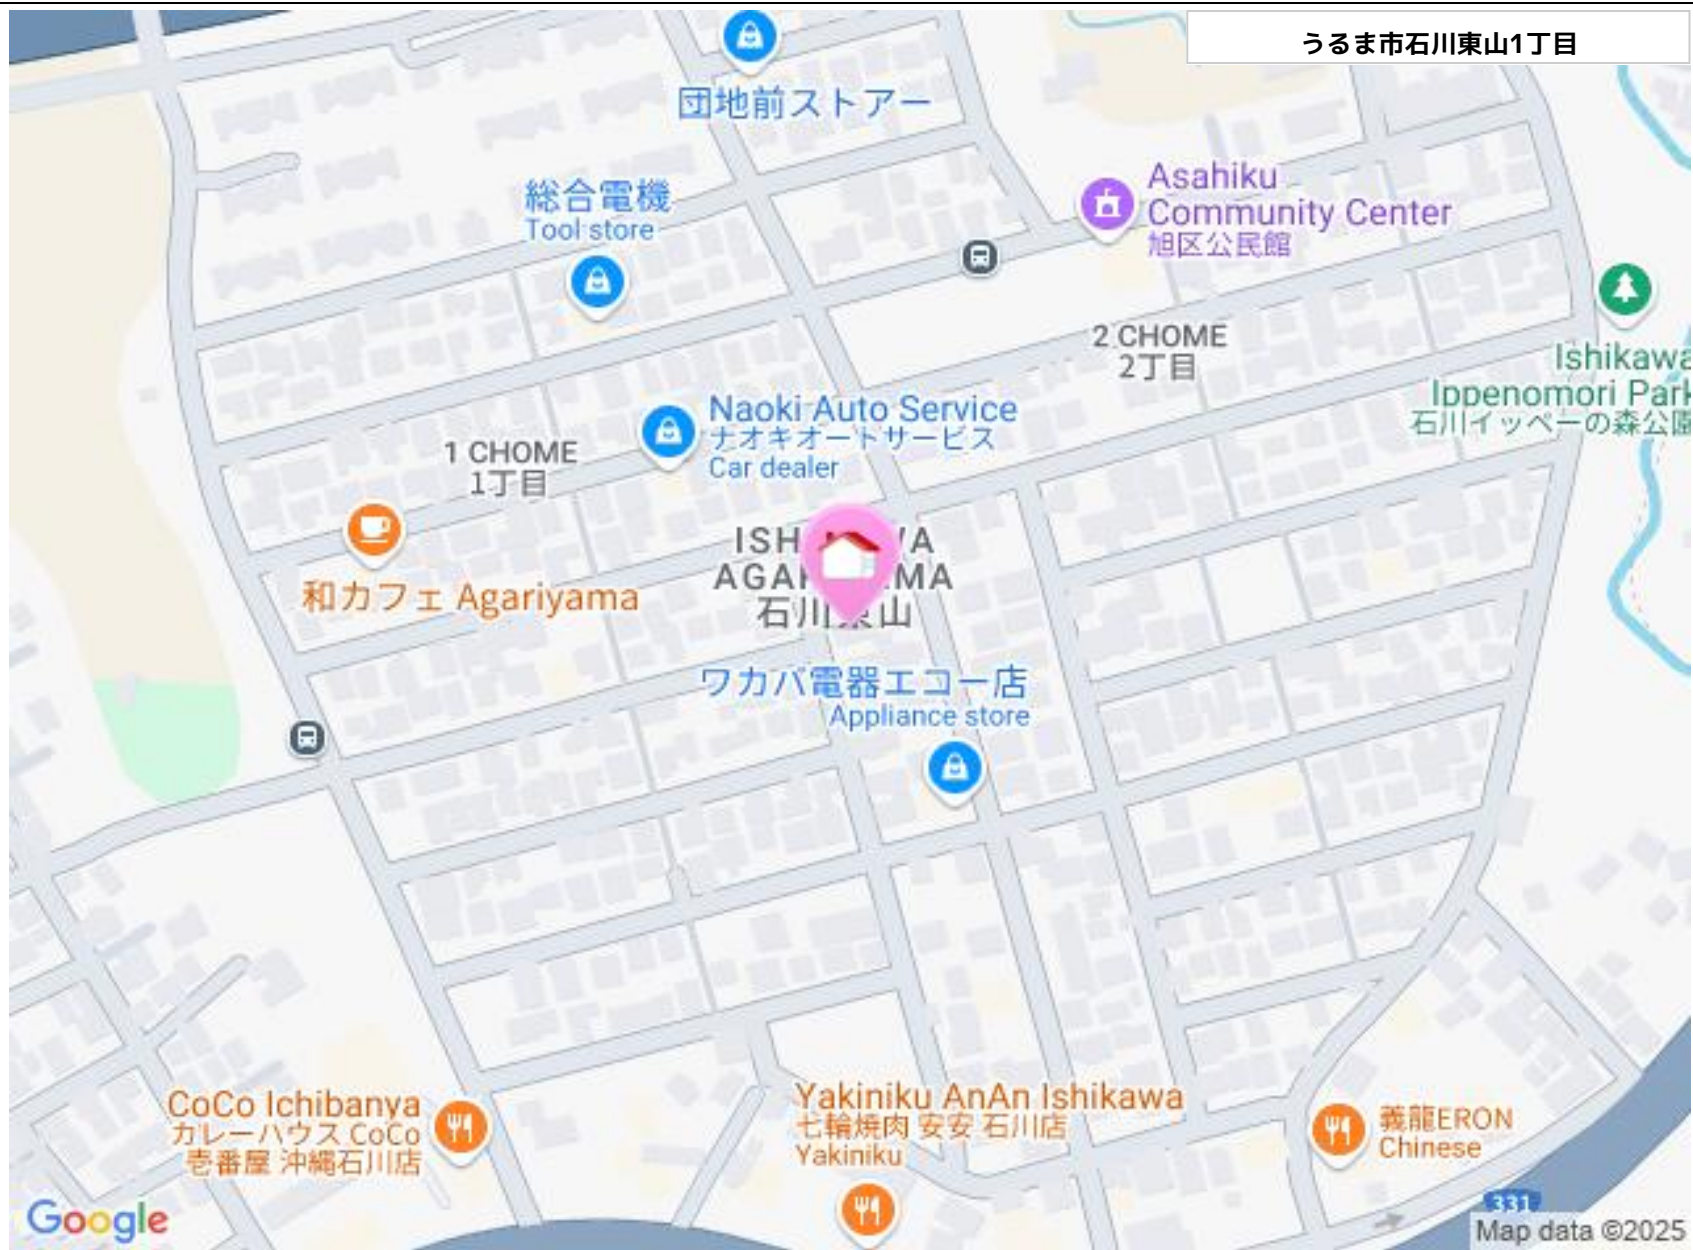 うるま市石川東山1丁目
団地前ストアー
総合電機
Tool store
Asahiku
Community Center
旭区公民館
2 CHOME
2丁目
Ishikawa
Ippenomori Park
石川イッペーの森公園
Naoki Auto Service
ナオキオートサービス
Car dealer
1 CHOME
1丁目
和カフェ Agariyama
石川東山
ワカバ電器エコー店
Appliance store
CoCo Ichibanya
カレーハウス CoCo
壱番屋 沖縄石川店
Yakiniku AnAn Ishikawa
七輪焼肉 安安 石川店
Yakiniku
義龍ERON
Chinese
331
Google
Map data ©2025